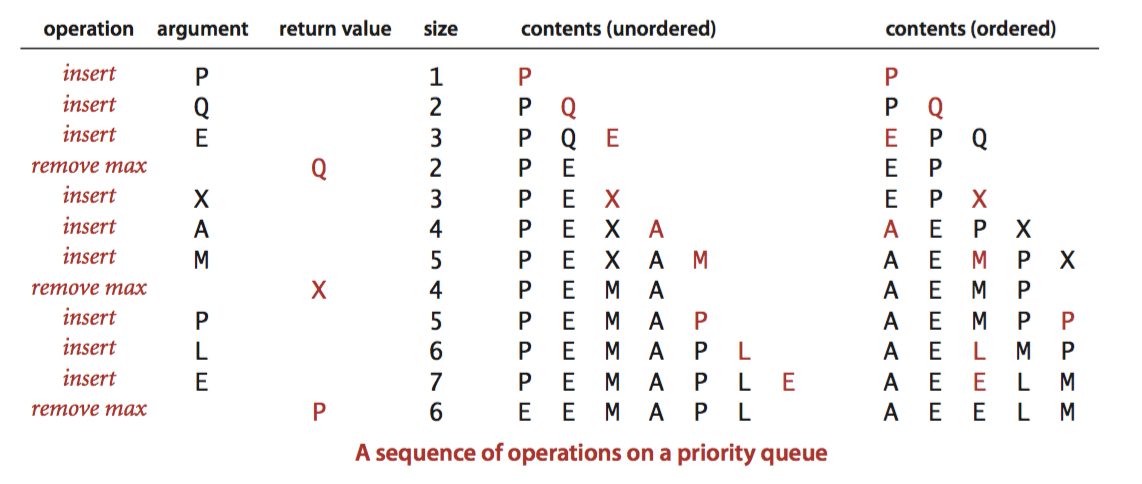 operation argument return value size contents (unordered) contents (ordered)
insert P 1 P P
insert Q 2 P Q P Q
insert E 3 P Q E E P Q
remove max Q 2 P E E P
insert X 3 P E X E P X
insert A 4 P E X A A E P X
insert M 5 P E X A M A E M P X
remove max X 4 P E M A A E M P
insert P 5 P E M A P A E M P P
insert L 6 P E M A P L A E L M P
insert E 7 P E M A P L E A E E L M
remove max P 6 E E M A P L A E E L M
A sequence of operations on a priority queue